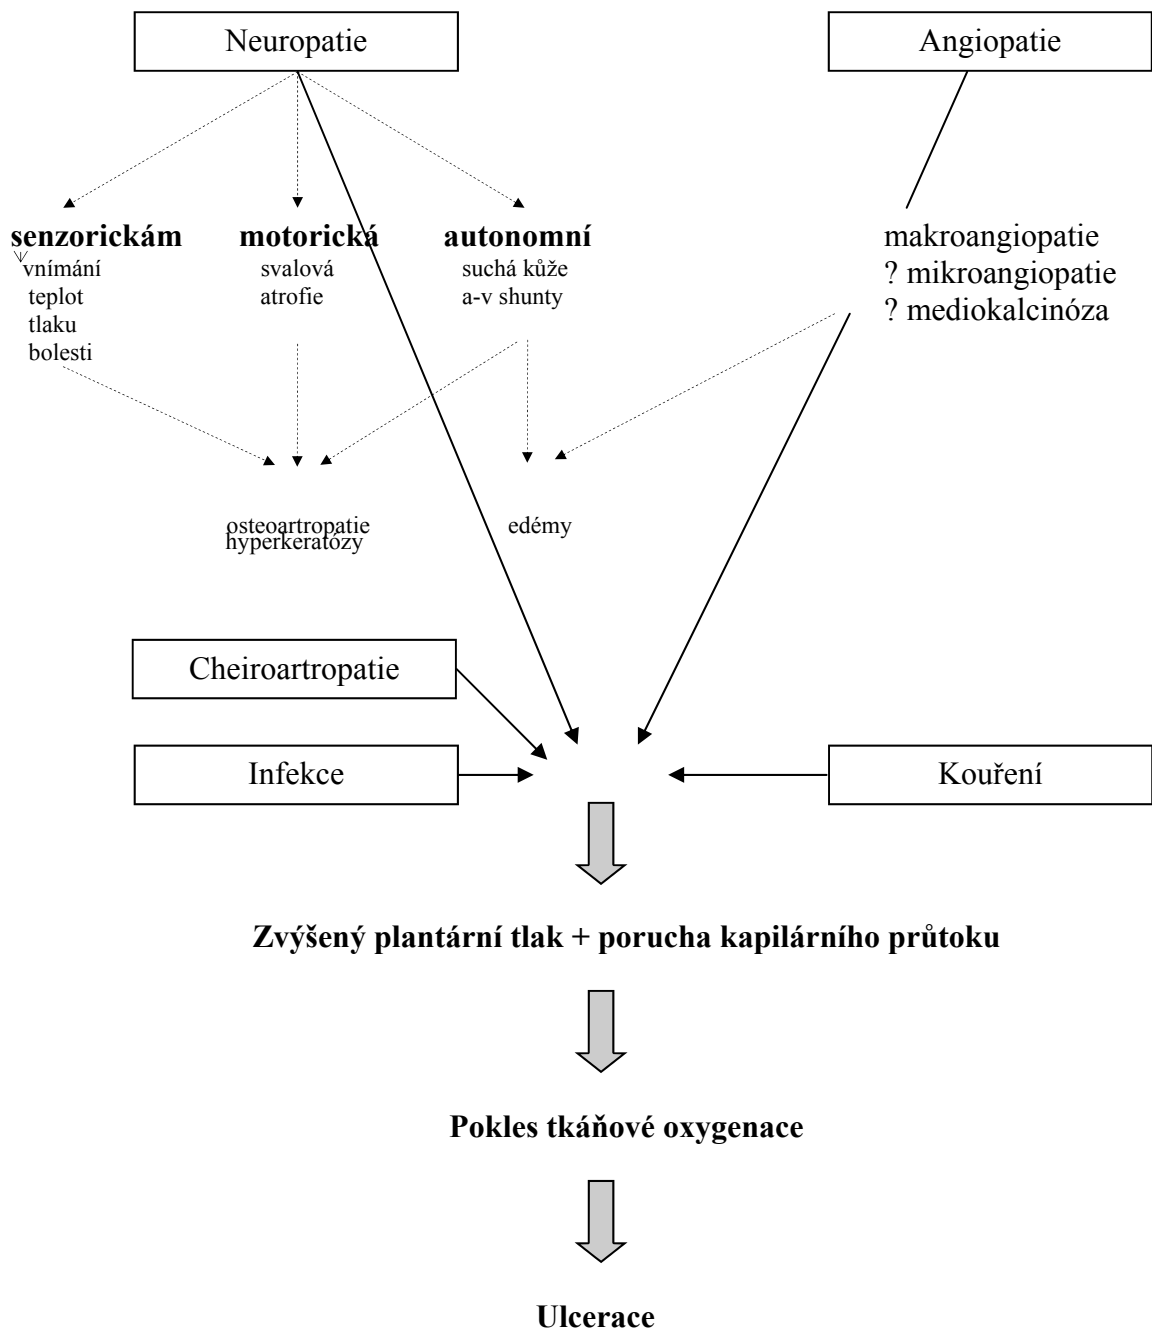 Neuropatie
Angiopatie
senzorickám
vnímání
teplot
tlaku
bolesti
motorická
svalová
atrofie
autonomní
suchá kůže
a-v shunty
makroangiopatie
? mikroangiopatie
? mediokalcinóza
osteoartropatie
hyperkeratózy
edémy
Cheiroartropatie
Infekce
Kouření
Zvýšený plantární tlak + porucha kapilárního průtoku
Pokles tkáňové oxygenace
Ulcerace